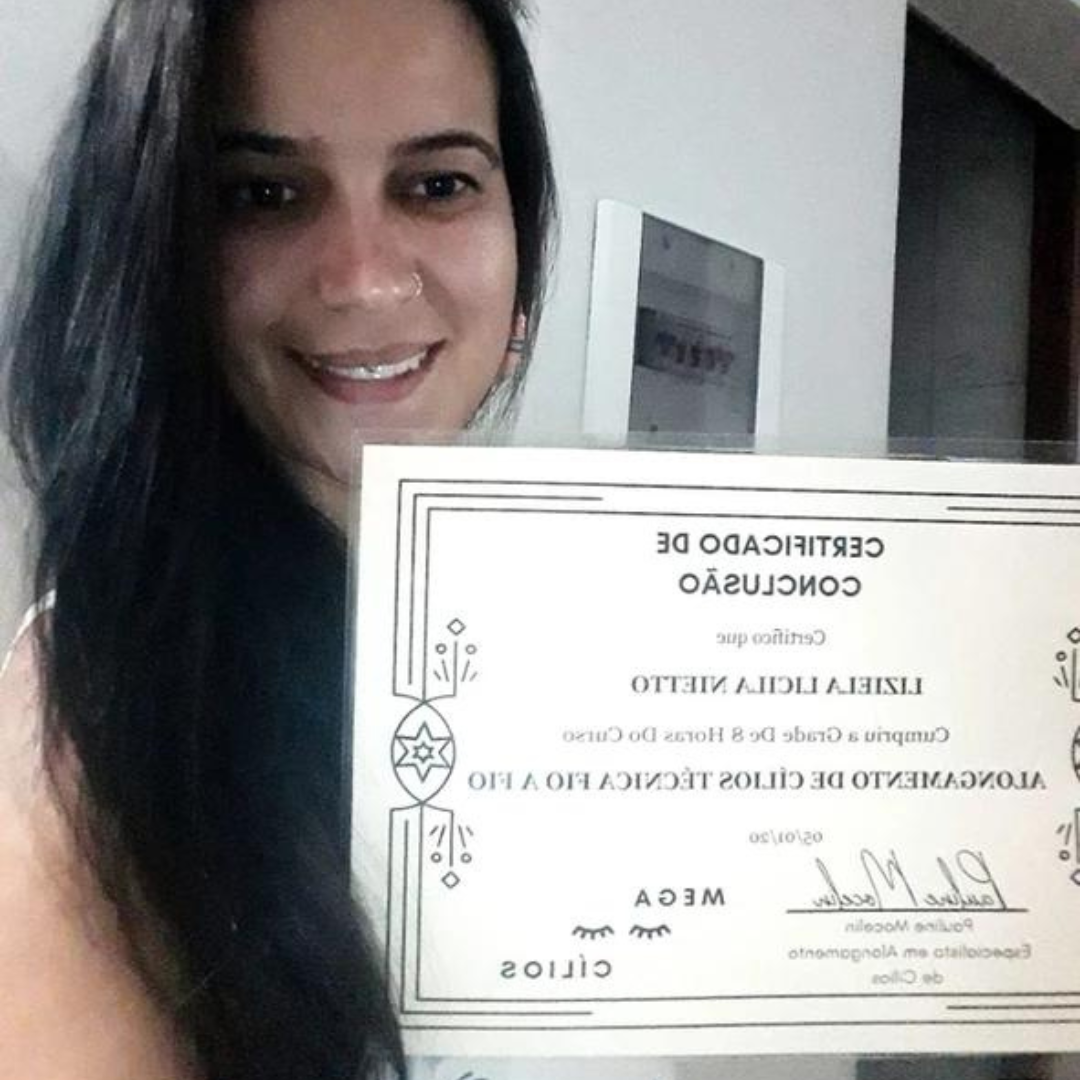 CERTIFICADO DE
CONCLUSÃO
Certifico que
LIZIELA LICILA NIETTO
Cumpriu a Grade De 8 Horas Do Curso
ALONGAMENTO DE CÍLIOS TÉCNICA FIO A FIO
05/01/20
Pauline Mocelin
Pauline Mocelin
Especialista em Alongamento
de Cílios
MEGA
CÍLIOS